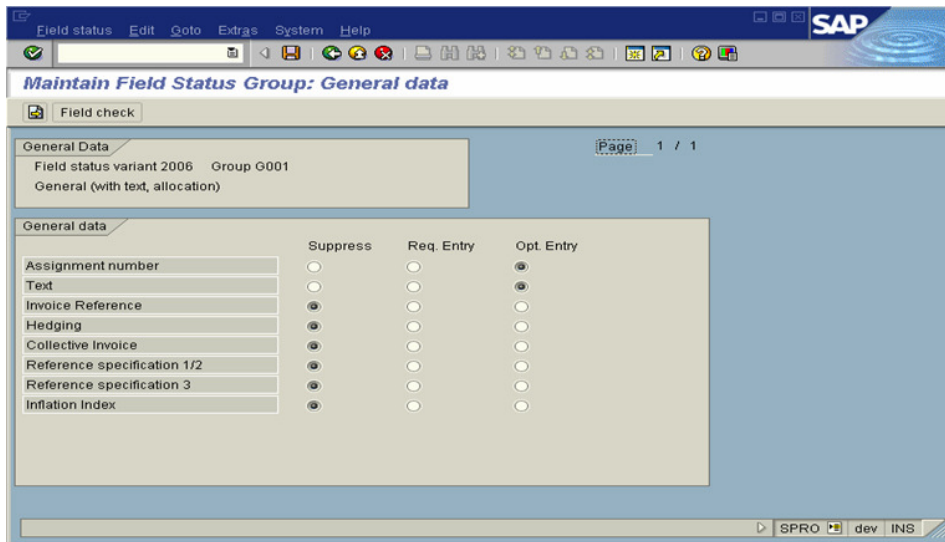 Field status Edit Goto Extras System Help
SAP
Maintain Field Status Group: General data
Field check
General Data
Page 1 / 1
Field status variant 2006 Group G001
General (with text, allocation)
General data
Suppress Req. Entry Opt. Entry
Assignment number
Text
Invoice Reference
Hedging
Collective Invoice
Reference specification 1/2
Reference specification 3
Inflation Index
SPRO dev INS